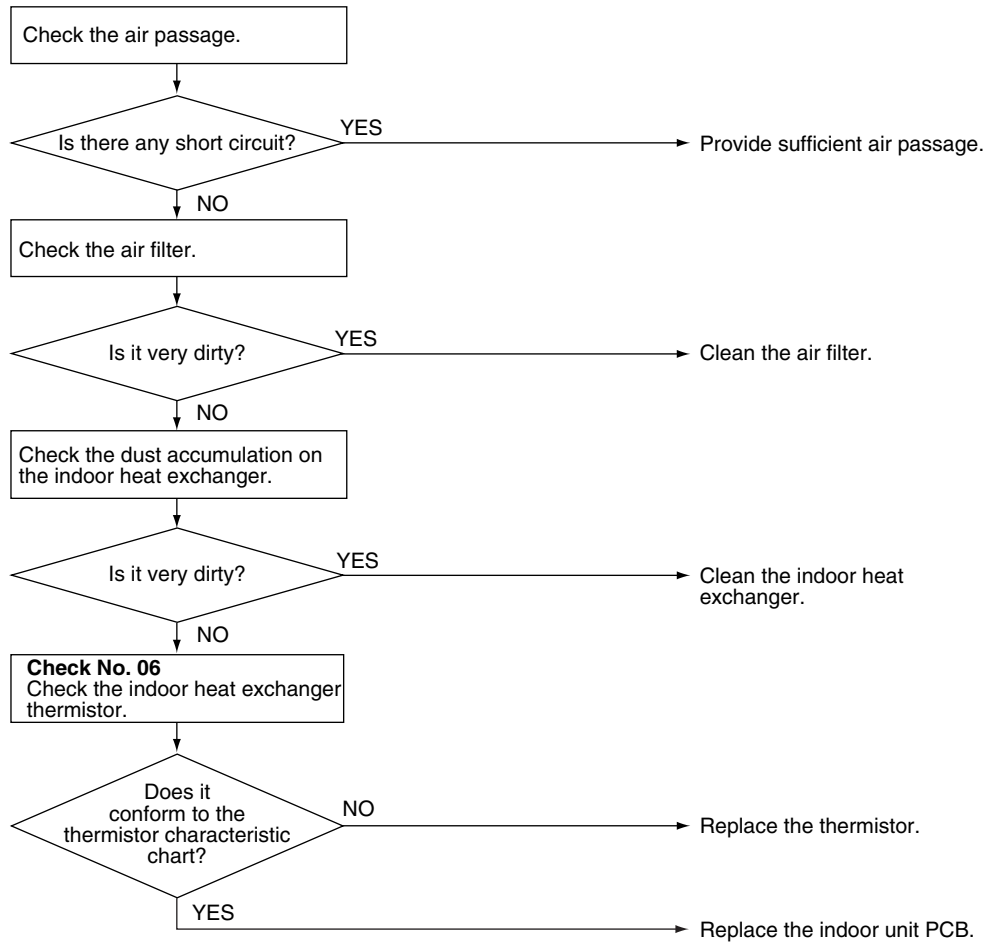 Check the air passage.
Is there any short circuit?
YES
Provide sufficient air passage.
NO
Check the air filter.
Is it very dirty?
YES
Clean the air filter.
NO
Check the dust accumulation on
the indoor heat exchanger.
Is it very dirty?
YES
Clean the indoor heat
exchanger.
NO
Check No. 06
Check the indoor heat exchanger
thermistor.
Does it
conform to the
thermistor characteristic
chart?
NO
Replace the thermistor.
YES
Replace the indoor unit PCB.